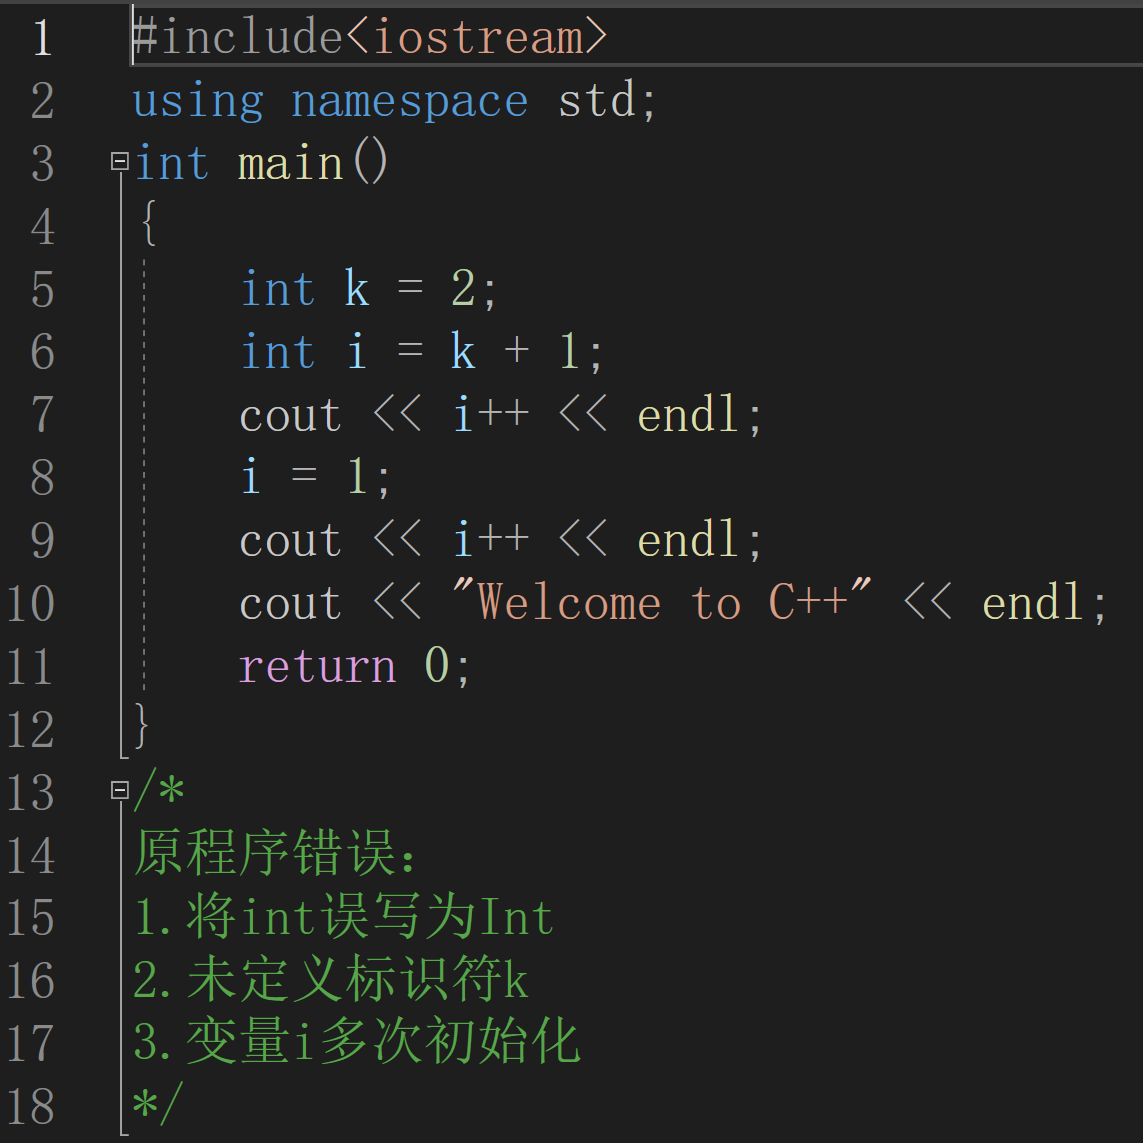 1 #include<iostream>
2 using namespace std;
3 int main()
4 {
5 int k = 2;
6 int i = k + 1;
7 cout << i++ << endl;
8 i = 1;
9 cout << i++ << endl;
10 cout << "Welcome to C++" << endl;
11 return 0;
12 }
13 /*
14 原程序错误：
15 1.将int误写为Int
16 2.未定义标识符k
17 3.变量i多次初始化
18 */